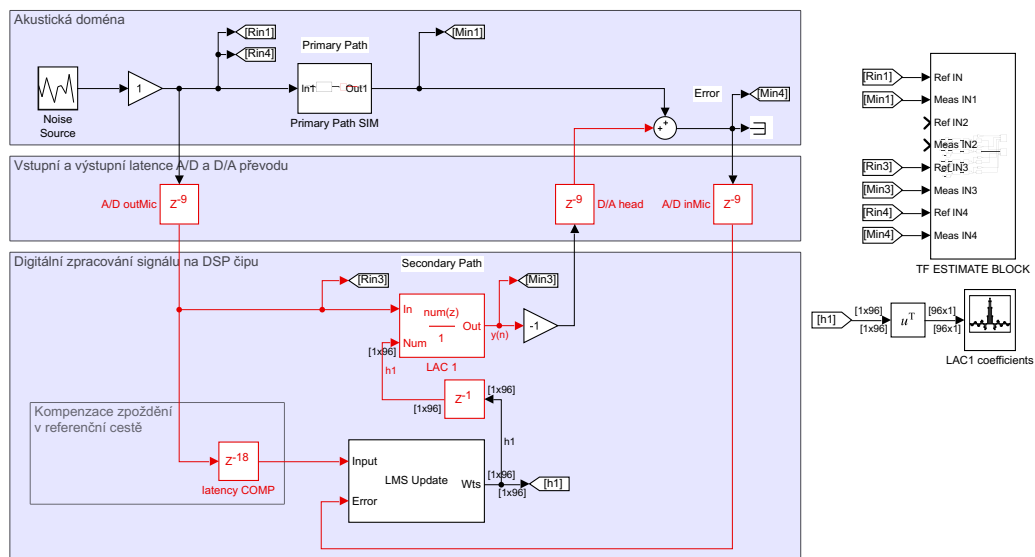 Akustická doména
[Rin1]
[Rin4]
[Min1]
Primary Path
1
In1
Out1
Noise
Source
Primary Path SIM
Error
[Min4]
+
+
Vstupní a výstupní latence A/D a D/A převodu
A/D outMic
Z-9
Z-9
D/A head
A/D inMic
Z-9
Digitální zpracování signálu na DSP čipu
Secondary Path
[Rin3]
[Min3]
In
num(z)
1
Out
Num
y(n)
-1
[1x96]
h1
LAC 1
Z-1
[1x96]
[1x96]
h1
Kompenzace zpoždění
v referenční cestě
Z-18
latency COMP
Input
LMS Update
Error
Wts
[1x96]
[1x96]
[h1]
[Rin1]
Ref IN
[Min1]
Meas IN1
Ref IN2
Meas IN2
[Rin3]
Ref IN3
[Min3]
Meas IN3
[Rin4]
Ref IN4
[Min4]
Meas IN4
TF ESTIMATE BLOCK
[h1]
[1x96]
[1x96]
uT
[96x1]
[96x1]
LAC1 coefficients